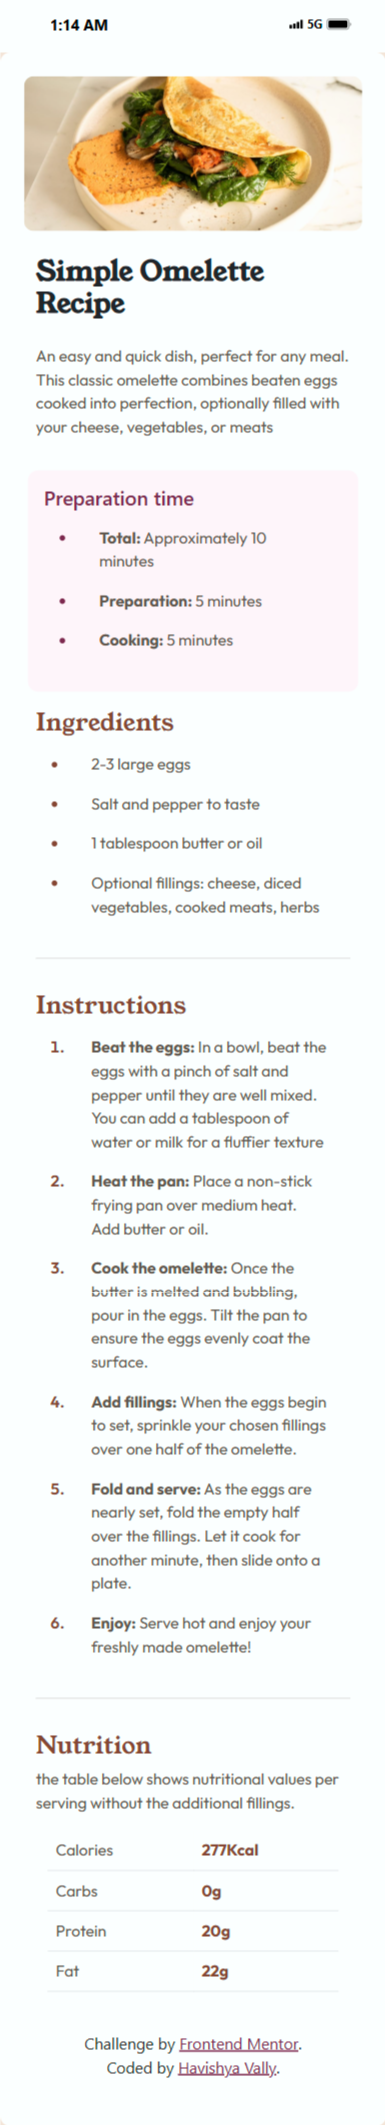 1:14 AM
5G
Simple Omelette
Recipe
An easy and quick dish, perfect for any meal.
This classic omelette combines beaten eggs
cooked into perfection, optionally filled with
your cheese, vegetables, or meats
Preparation time
• Total: Approximately 10
minutes
• Preparation: 5 minutes
• Cooking: 5 minutes
Ingredients
• 2-3 large eggs
• Salt and pepper to taste
• 1 tablespoon butter or oil
• Optional fillings: cheese, diced
vegetables, cooked meats, herbs
Instructions
1. Beat the eggs: In a bowl, beat the
eggs with a pinch of salt and
pepper until they are well mixed.
You can add a tablespoon of
water or milk for a fluffier texture
2. Heat the pan: Place a non-stick
frying pan over medium heat.
Add butter or oil.
3. Cook the omelette: Once the
butter is melted and bubbling,
pour in the eggs. Tilt the pan to
ensure the eggs evenly coat the
surface.
4. Add fillings: When the eggs begin
to set, sprinkle your chosen fillings
over one half of the omelette.
5. Fold and serve: As the eggs are
nearly set, fold the empty half
over the fillings. Let it cook for
another minute, then slide onto a
plate.
6. Enjoy: Serve hot and enjoy your
freshly made omelette!
Nutrition
the table below shows nutritional values per
serving without the additional fillings.
Calories 277Kcal
Carbs 0g
Protein 20g
Fat 22g
Challenge by Frontend Mentor.
Coded by Havishya Vally.